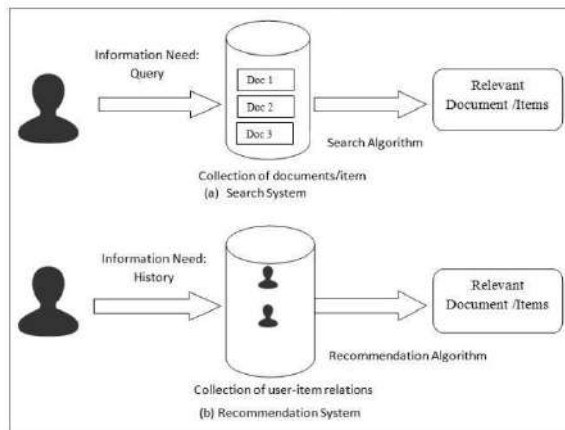 Information Need:
Query
Doc 1
Doc 2
Doc 3
Relevant
Document /Items
Search Algorithm
Collection of documents/item
(a) Search System
Information Need:
History
Relevant
Document /Items
Recommendation Algorithm
Collection of user-item relations
(b) Recommendation System